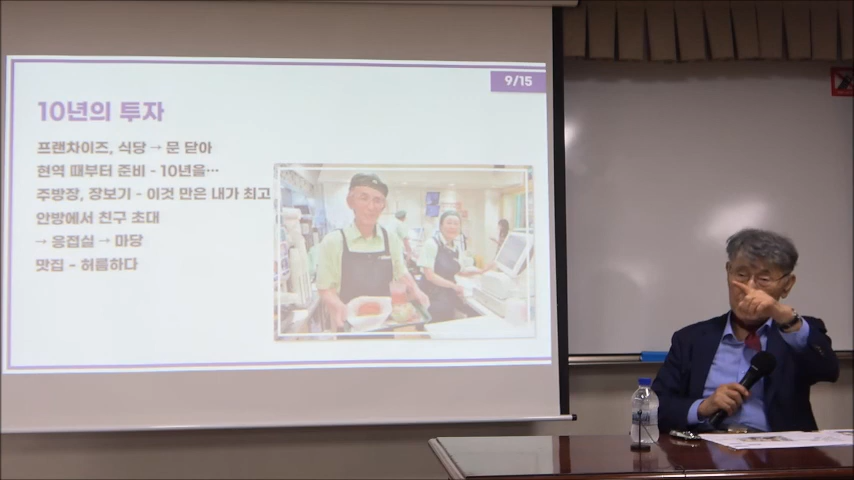 9/15
10년의 투자
프랜차이즈, 식당 → 문 닫아
현역 때부터 준비 - 10년을…
주방장, 장보기 - 이것 만은 내가 최고
안방에서 친구 초대
→ 응접실 → 마당
맛집 - 허름하다